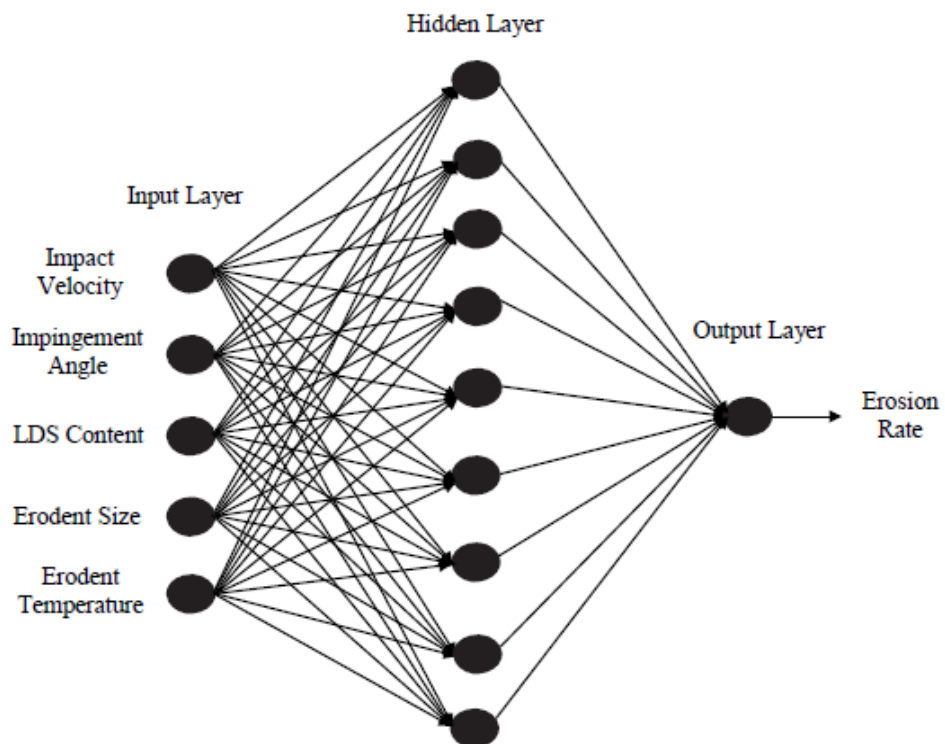 Hidden Layer
Input Layer
Impact
Velocity
Impingement
Angle
LDS Content
Erodent Size
Erodent
Temperature
Output Layer
Erosion
Rate